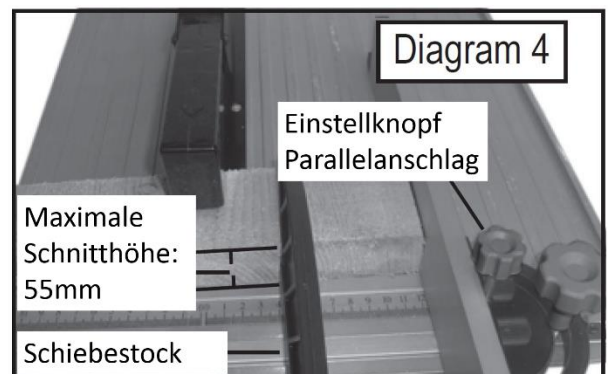 Diagram 4
Einstellknopf
Parallelanschlag
Maximale
Schnitthöhe:
55mm
Schiebestock